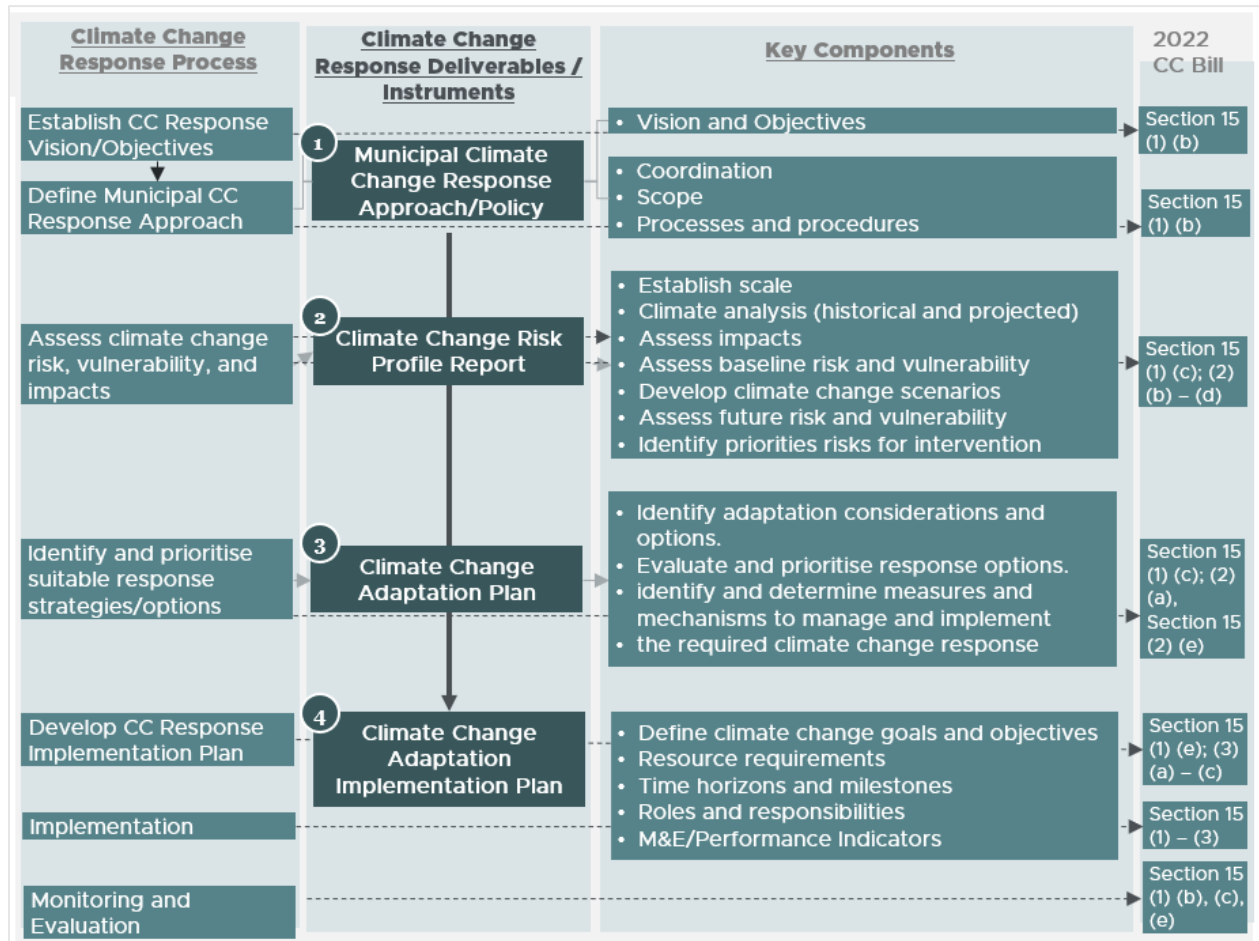 Climate Change
Response Process
Climate Change
Response Deliverables /
Instruments
Key Components
2022
CC Bill
Establish CC Response
Vision/Objectives
Define Municipal CC
Response Approach
1
Municipal Climate
Change Response
Approach/Policy
• Vision and Objectives
• Coordination
• Scope
• Processes and procedures
Section 15
(1) (b)
Section 15
(1) (b)
Assess climate change
risk, vulnerability, and
impacts
2
Climate Change Risk
Profile Report
• Establish scale
• Climate analysis (historical and projected)
• Assess impacts
• Assess baseline risk and vulnerability
• Develop climate change scenarios
• Assess future risk and vulnerability
• Identify priorities risks for intervention
Section 15
(1) (c); (2)
(b) – (d)
Identify and prioritise
suitable response
strategies/options
3
Climate Change
Adaptation Plan
• Identify adaptation considerations and
options.
• Evaluate and prioritise response options.
• identify and determine measures and
mechanisms to manage and implement
• the required climate change response
Section 15
(1) (c); (2)
(a),
Section 15
(2) (e)
Develop CC Response
Implementation Plan
4
Climate Change
Adaptation
Implementation Plan
• Define climate change goals and objectives
• Resource requirements
• Time horizons and milestones
• Roles and responsibilities
• M&E/Performance Indicators
Section 15
(1) (e); (3)
(a) – (c)
Implementation
Section 15
(1) – (3)
Monitoring and
Evaluation
Section 15
(1) (b), (c),
(e)